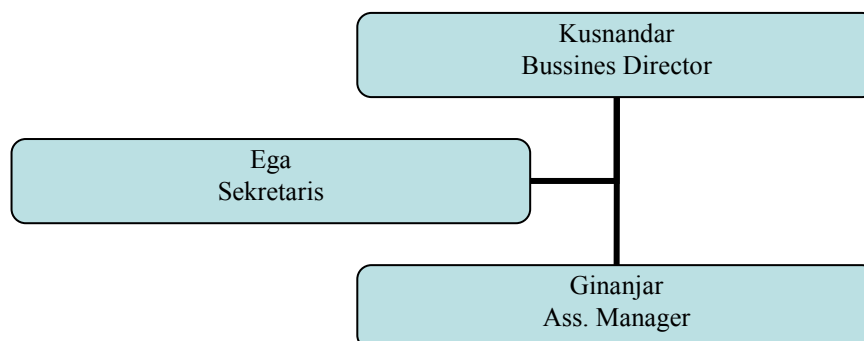 Kusnandar
Bussines Director
Ega
Sekretaris
Ginanjar
Ass. Manager